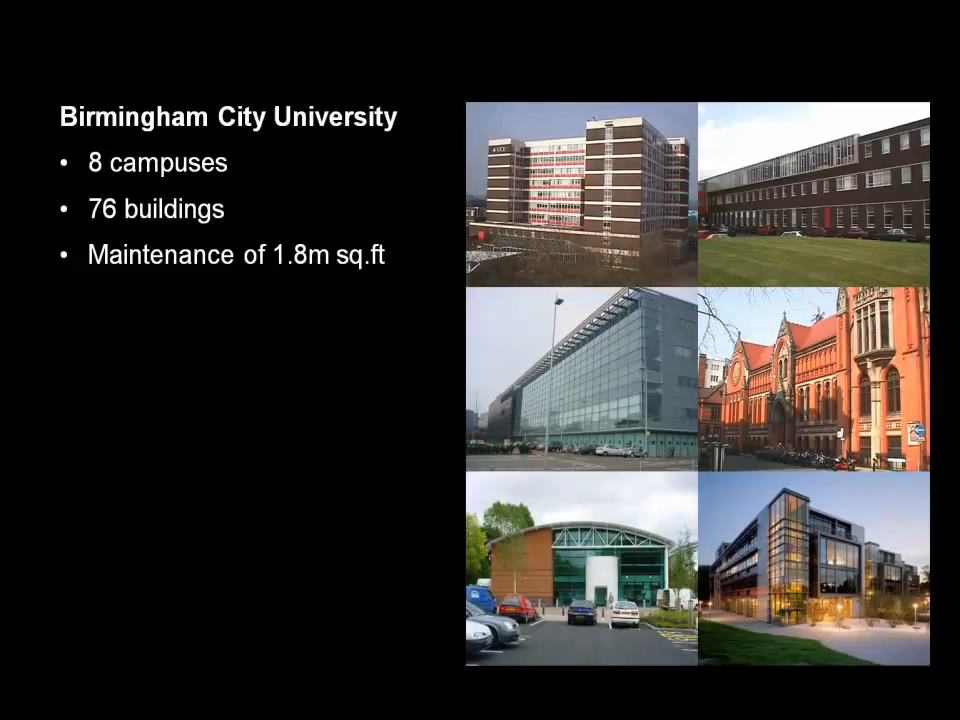 Birmingham City University
• 8 campuses
• 76 buildings
• Maintenance of 1.8m sq.ft